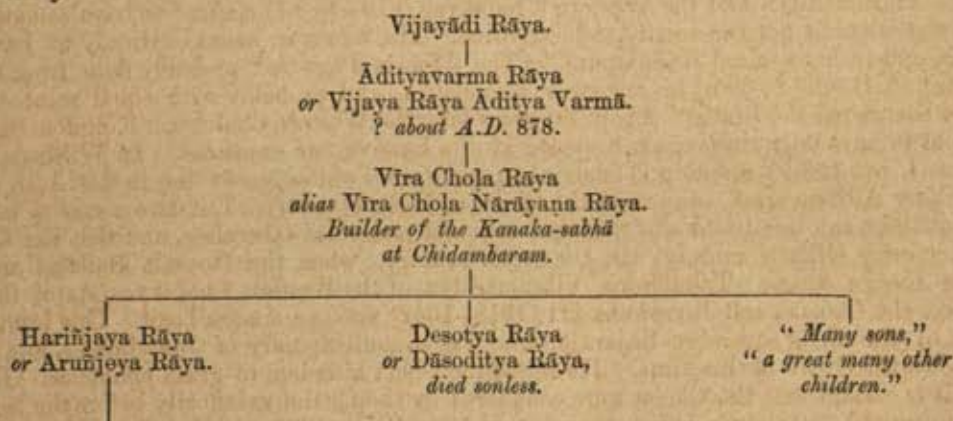 Vijayādi Rāya.
Ādityavarma Rāya
or Vijaya Rāya Āditya Varmā.
? about A.D. 878.
Vīra Chola Rāya
alias Vīra Choḷa Nārāyaṇa Rāya.
Builder of the Kanaka-sabhā
at Chidambaram.
Hariñjaya Rāya
or Aruñjeya Rāya.
Desotya Rāya
or Dāsoditya Rāya,
died sonless.
“ Many sons,”
“ a great many other
children.”